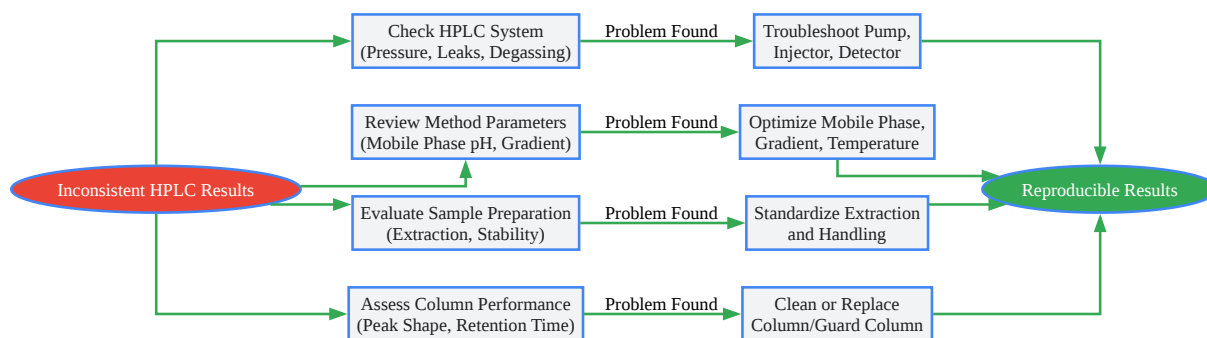 Check HPLC System
(Pressure, Leaks, Degassing)
Problem Found
Troubleshoot Pump,
Injector, Detector
Review Method Parameters
(Mobile Phase pH, Gradient)
Problem Found
Optimize Mobile Phase,
Gradient, Temperature
Inconsistent HPLC Results
Reproducible Results
Evaluate Sample Preparation
(Extraction, Stability)
Problem Found
Standardize Extraction
and Handling
Assess Column Performance
(Peak Shape, Retention Time)
Problem Found
Clean or Replace
Column/Guard Column